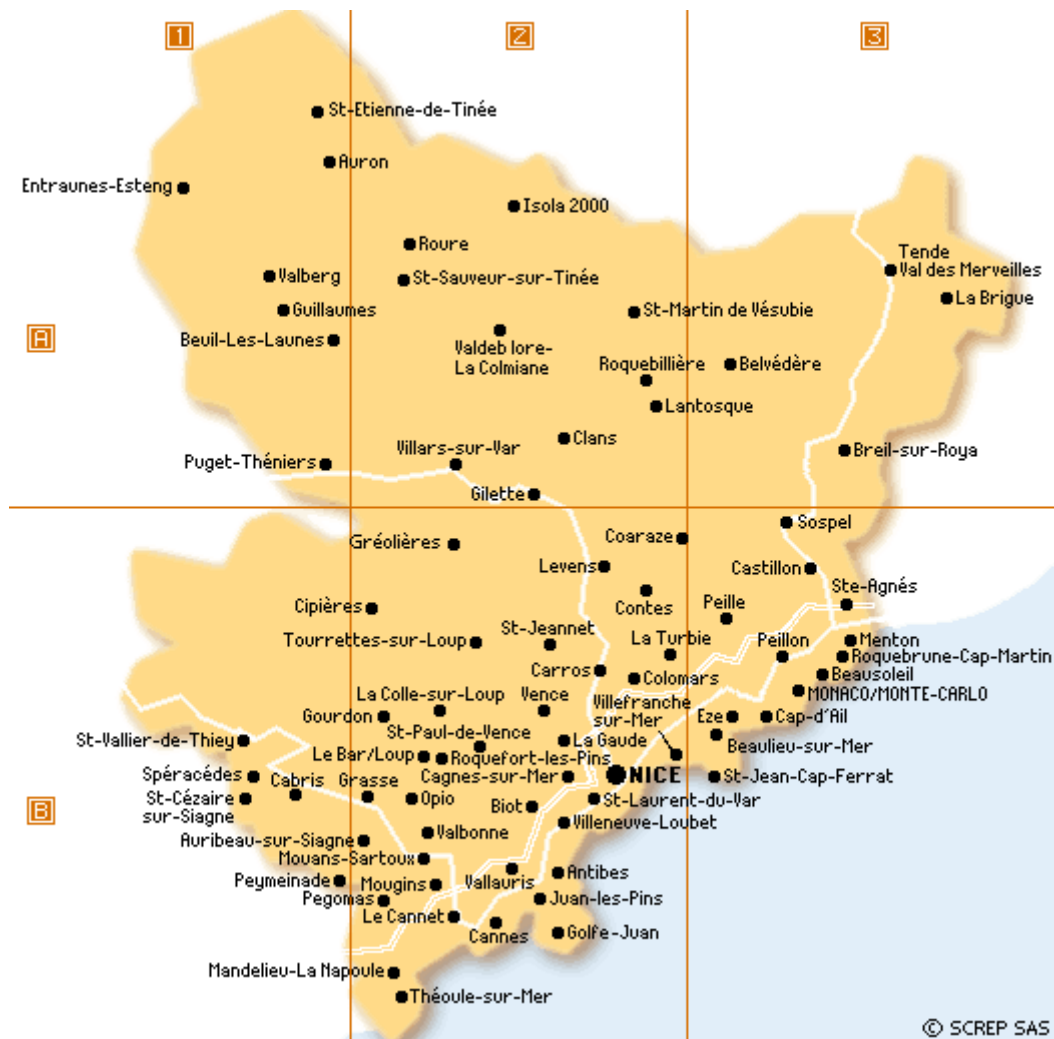 1
2
3
St-Etienne-de-Tinée
Auron
Entraunes-Esteng
Isola 2000
Roure
Tende
Val des Merveilles
Valberg
St-Sauveur-sur-Tinée
La Brigue
Guillaumes
St-Martin de Vésubie
A
Beuil-Les-Launes
Valdeb lore-
La Colmiane
Roquebillière
Belvédère
Lantosque
Clans
Villars-sur-Var
Breil-sur-Roya
Puget-Théniers
Gilette
Sospel
Coaraze
Gréolières
Levens
Castillon
Ste-Agnés
Cipières
Contes
Peille
St-Jeannet
Tourrettes-sur-Loup
La Turbie
Peillon
Menton
Roquebrune-Cap-Martin
Carros
Colomars
Beausoleil
MONACO/MONTE-CARLO
La Colle-sur-Loup
Vence
Villefranche
sur-Mer
Gourdon
Eze
Cap-d'Ail
St-Paul-de-Vence
St-Vallier-de-Thiey
La Gaude
Beaulieu-sur-Mer
Le Bar/Loup
Roquefort-les-Pins
Spéracédes
Cagnes-sur-Mer
NICE
St-Jean-Cap-Ferrat
Cabris
Grasse
St-Cézaire
sur-Siagne
Opio
Biot
St-Laurent-du-Var
B
Villeneuve-Loubet
Auribeau-sur-Siagne
Valbonne
Mouans-Sartoux
Peymeinade
Mougins
Vallauris
Antibes
Pegomas
Juan-les-Pins
Le Cannet
Cannes
Golfe-Juan
Mandelieu-La Napoule
Théoule-sur-Mer
© SCREP SAS